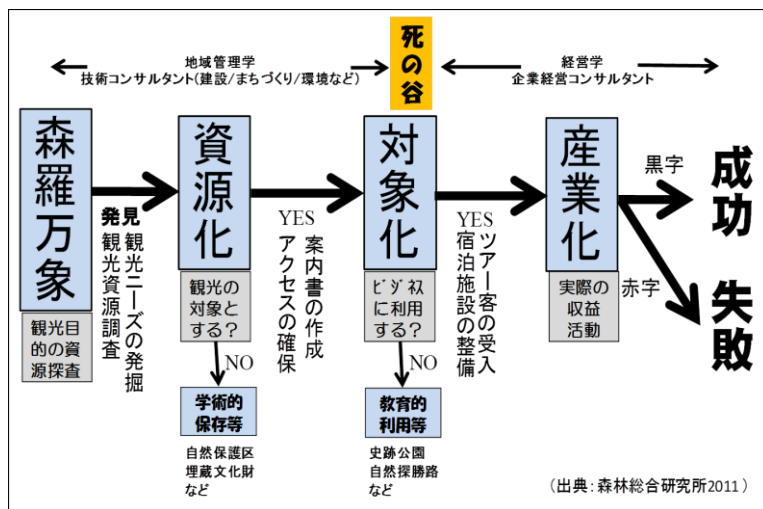 地域管理学
技術コンサルタント(建設/まちづくり/環境など)
死の谷
経営学
企業経営コンサルタント
森羅万象
観光目
的の資
源探査
発見
観光ニーズの発掘
観光資源調査
資源化
観光の
対象と
する?
NO
学術的
保存等
自然保護区
埋蔵文化財
など
YES
案内書の作成
アクセスの確保
対象化
ビジネス
に利用
する?
NO
教育的
利用等
史跡公園
自然探勝路
など
YES
ツアー客の受入
宿泊施設の整備
産業化
実際の
収益
活動
黒字
成功
赤字
失敗
(出典:森林総合研究所2011)